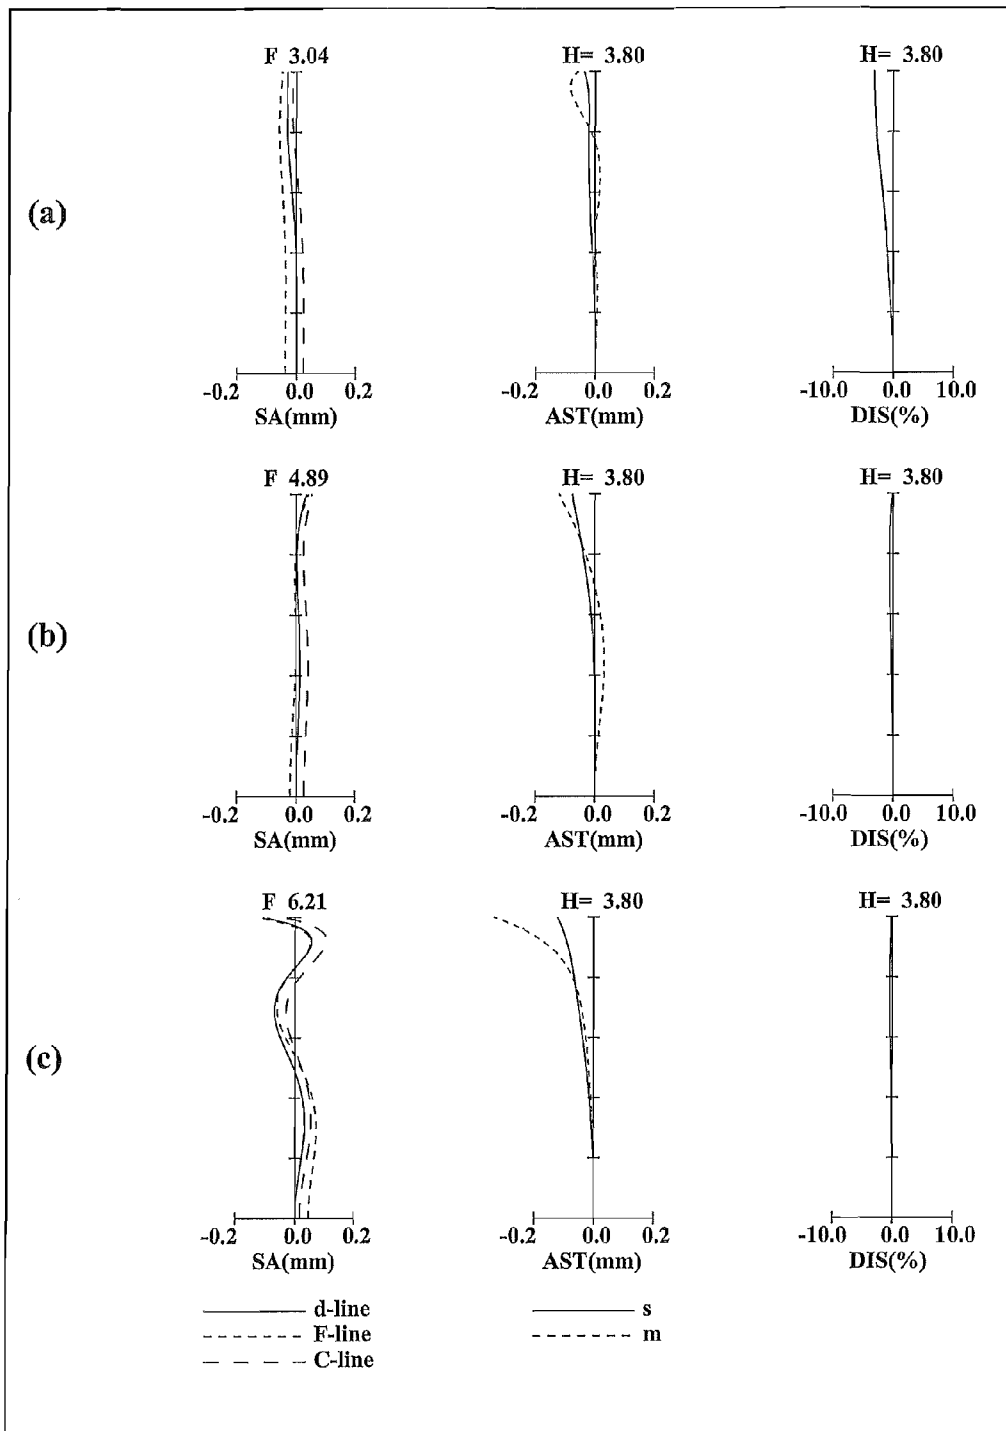 F 3.04 H= 3.80 H= 3.80
(a)
-0.2 0.0 0.2 -0.2 0.0 0.2 -10.0 0.0 10.0
SA(mm) AST(mm) DIS(%)
F 4.89 H= 3.80 H= 3.80
(b)
-0.2 0.0 0.2 -0.2 0.0 0.2 -10.0 0.0 10.0
SA(mm) AST(mm) DIS(%)
F 6.21 H= 3.80 H= 3.80
(c)
-0.2 0.0 0.2 -0.2 0.0 0.2 -10.0 0.0 10.0
SA(mm) AST(mm) DIS(%)
d-line s
F-line m
C-line